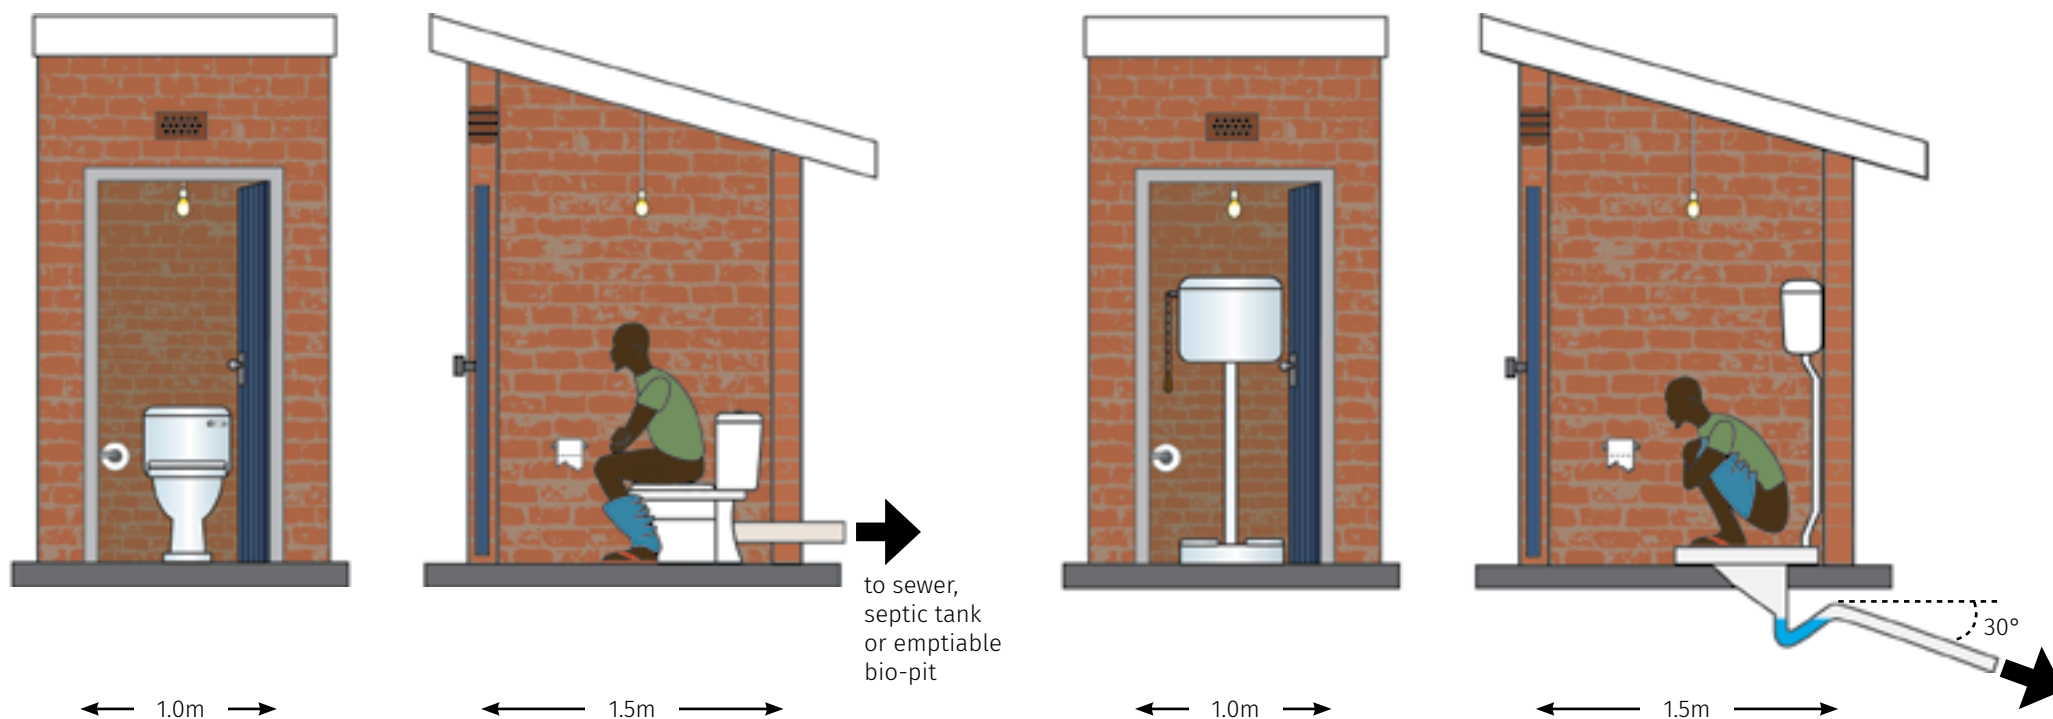 to sewer,
septic tank
or emptiable
bio-pit
30°
1.0m
1.5m
1.0m
1.5m